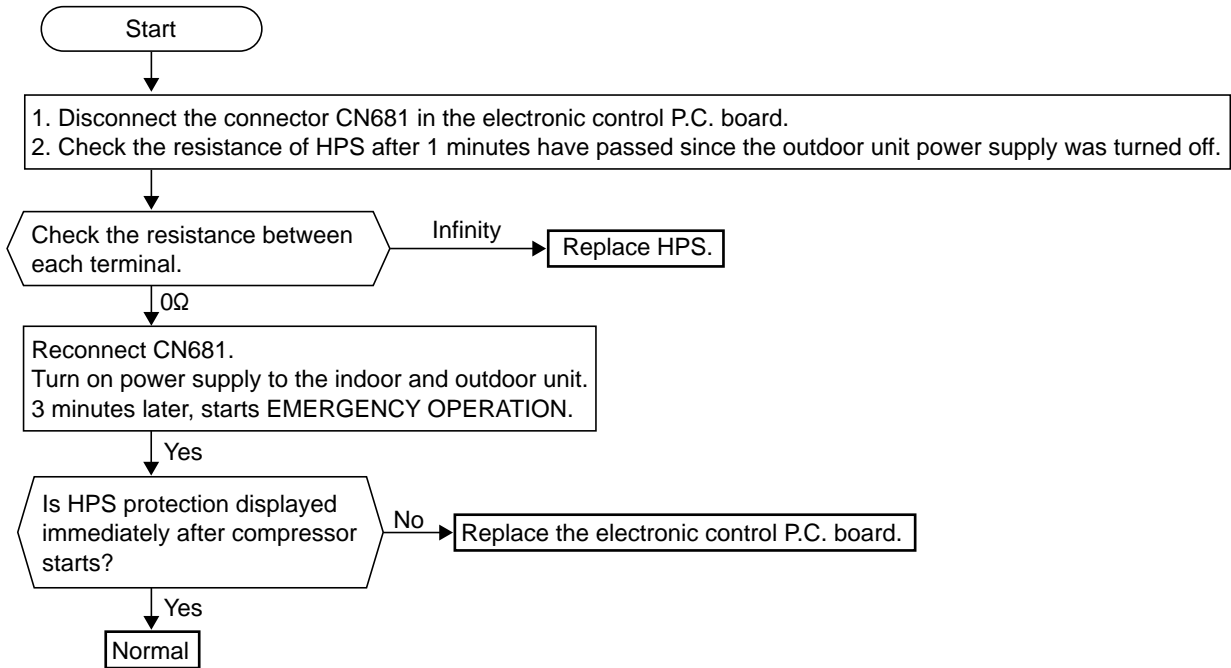 Start
1. Disconnect the connector CN681 in the electronic control P.C. board.
2. Check the resistance of HPS after 1 minutes have passed since the outdoor unit power supply was turned off.
Check the resistance between
each terminal.
Infinity
Replace HPS.
0Ω
Reconnect CN681.
Turn on power supply to the indoor and outdoor unit.
3 minutes later, starts EMERGENCY OPERATION.
Yes
Is HPS protection displayed
immediately after compressor
starts?
No
Replace the electronic control P.C. board.
Yes
Normal